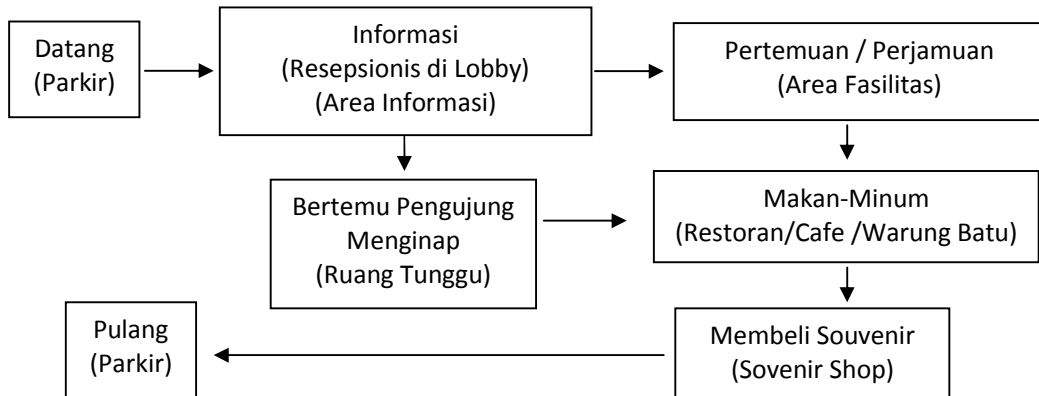 Datang
(Parkir)
Informasi
(Resepsionis di Lobby)
(Area Informasi)
Pertemuan / Perjamuan
(Area Fasilitas)
Bertemu Pengujung
Menginap
(Ruang Tunggu)
Makan-Minum
(Restoran/Cafe /Warung Batu)
Membeli Souvenir
(Sovenir Shop)
Pulang
(Parkir)